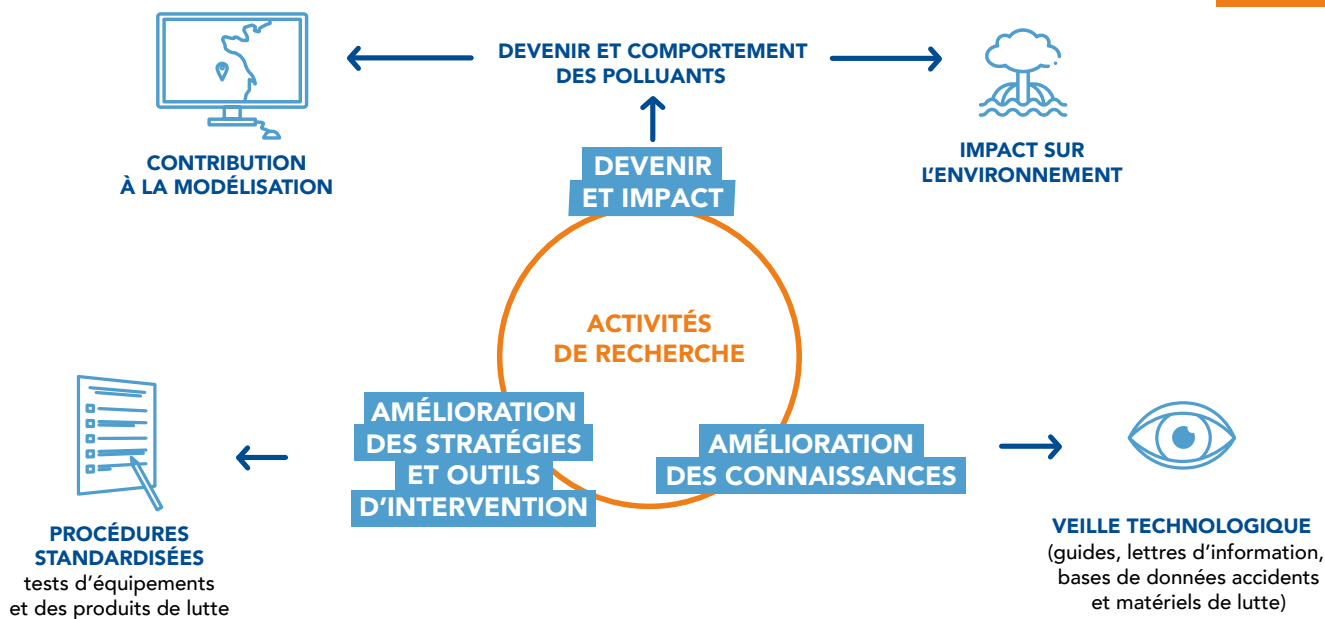 DEVENIR ET COMPORTEMENT
DES POLLUANTS
CONTRIBUTION
À LA MODÉLISATION
IMPACT SUR
L'ENVIRONNEMENT
DEVENIR
ET IMPACT
ACTIVITÉS
DE RECHERCHE
AMÉLIORATION
DES STRATÉGIES
ET OUTILS
D'INTERVENTION
AMÉLIORATION
DES CONNAISSANCES
PROCÉDURES
STANDARDISÉES
tests d'équipements
et des produits de lutte
VEILLE TECHNOLOGIQUE
(guides, lettres d'information,
bases de données accidents
et matériels de lutte)